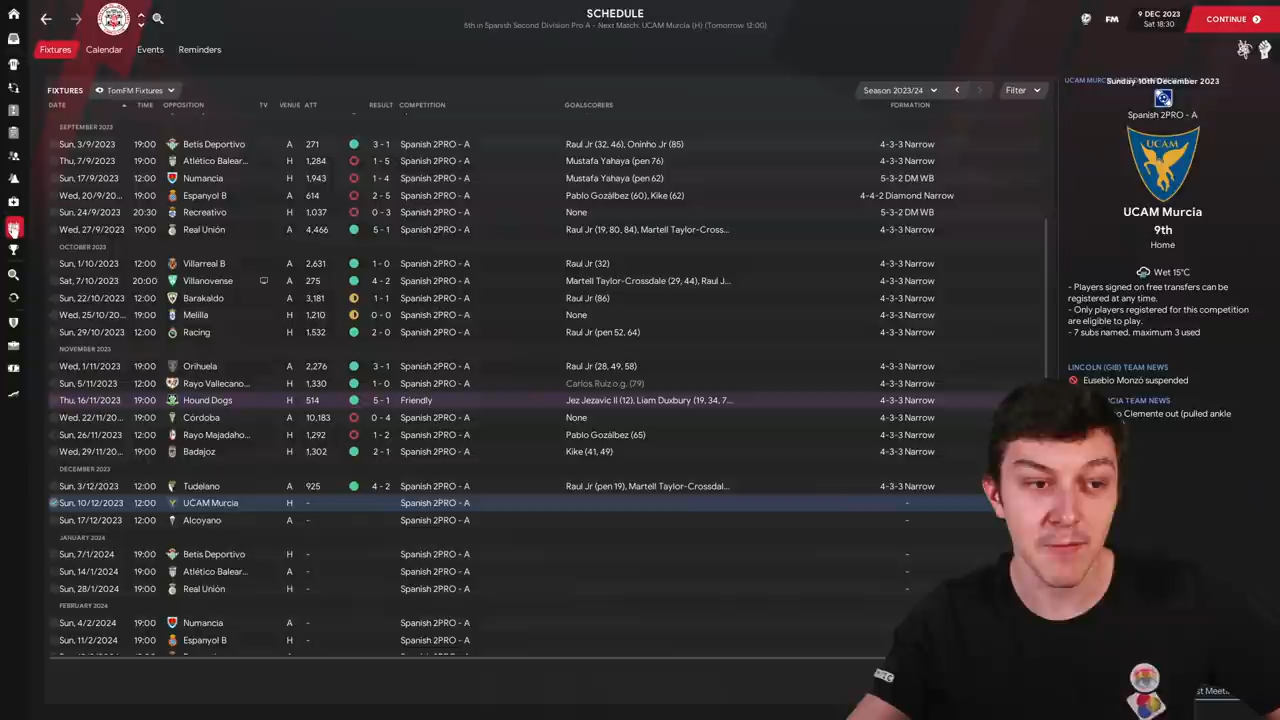 SCHEDULE
5th in Spanish Second Division Pro A - Next Match: UCAM Murcia (H) (Tomorrow 12:00)
FM
9 DEC 2023
Sat 18:30
CONTINUE
Fixtures Calendar Events Reminders
FIXTURES TomFM Fixtures Season 2023/24 Filter
DATE TIME OPPOSITION TV VENUE ATT RESULT COMPETITION GOALSCORERS FORMATION
SEPTEMBER 2023
Sun, 3/9/2023 19:00 Betis Deportivo A 271 3 - 1 Spanish 2PRO - A Raul Jr (32, 46), Oninho Jr (85) 4-3-3 Narrow
Thu, 7/9/2023 19:00 Atlético Balear... H 1,284 1 - 5 Spanish 2PRO - A Mustafa Yahaya (pen 76) 4-3-3 Narrow
Sun, 17/9/2023 12:00 Numancia H 1,943 1 - 4 Spanish 2PRO - A Mustafa Yahaya (pen 62) 5-3-2 DM WB
Wed, 20/9/20... 19:00 Espanyol B A 614 2 - 5 Spanish 2PRO - A Pablo Gozálbez (60), Kike (62) 4-4-2 Diamond Narrow
Sun, 24/9/2023 20:30 Recreativo H 1,037 0 - 3 Spanish 2PRO - A None 5-3-2 DM WB
Wed, 27/9/2023 19:00 Real Unión A 4,466 5 - 1 Spanish 2PRO - A Raul Jr (19, 80, 84), Martell Taylor-Cross... 4-3-3 Narrow
OCTOBER 2023
Sun, 1/10/2023 12:00 Villarreal B A 2,631 1 - 0 Spanish 2PRO - A Raul Jr (32) 4-3-3 Narrow
Sat, 7/10/2023 20:00 Villanovense A 275 4 - 2 Spanish 2PRO - A Martell Taylor-Crossdale (29, 44), Raul J... 4-3-3 Narrow
Sun, 22/10/2023 12:00 Barakaldo A 3,181 1 - 1 Spanish 2PRO - A Raul Jr (86) 4-3-3 Narrow
Wed, 25/10/20... 19:00 Melilla H 1,210 0 - 0 Spanish 2PRO - A None 4-3-3 Narrow
Sun, 29/10/2023 12:00 Racing H 1,532 2 - 0 Spanish 2PRO - A Raul Jr (pen 52, 64) 4-3-3 Narrow
NOVEMBER 2023
Wed, 1/11/2023 19:00 Orihuela A 2,276 3 - 1 Spanish 2PRO - A Raul Jr (28, 49, 58) 4-3-3 Narrow
Sun, 5/11/2023 12:00 Rayo Vallecano... H 1,330 1 - 0 Spanish 2PRO - A Carlos Ruiz o.g. (79) 4-3-3 Narrow
Thu, 16/11/2023 19:00 Hound Dogs H 514 5 - 1 Friendly Jez Jezavic II (12), Liam Duxbury (19, 34, 7... 4-3-3 Narrow
Wed, 22/11/20... 19:00 Córdoba A 10,183 0 - 4 Spanish 2PRO - A None 4-3-3 Narrow
Sun, 26/11/2023 12:00 Rayo Majadaho... H 1,292 1 - 2 Spanish 2PRO - A Pablo Gozálbez (65) 4-3-3 Narrow
Wed, 29/11/20... 19:00 Badajoz H 1,302 2 - 1 Spanish 2PRO - A Kike (41, 49) 4-3-3 Narrow
DECEMBER 2023
Sun, 3/12/2023 12:00 Tudelano A 925 4 - 2 Spanish 2PRO - A Raul Jr (pen 19), Martell Taylor-Crossdal... 4-3-3 Narrow
Sun, 10/12/2023 12:00 UCAM Murcia H - Spanish 2PRO - A -
Sun, 17/12/2023 12:00 Alcoyano A - Spanish 2PRO - A -
JANUARY 2024
Sun, 7/1/2024 19:00 Betis Deportivo H - Spanish 2PRO - A -
Sun, 14/1/2024 19:00 Atlético Balear... A - Spanish 2PRO - A -
Sun, 28/1/2024 19:00 Real Unión H - Spanish 2PRO - A -
FEBRUARY 2024
Sun, 4/2/2024 19:00 Numancia A - Spanish 2PRO - A -
Sun, 11/2/2024 19:00 Espanyol B H - Spanish 2PRO - A -
Sunday 10th December 2023
Spanish 2PRO - A
UCAM
UCAM Murcia
9th
Home
Wet 15°C
- Players signed on free transfers can be
registered at any time.
- Only players registered for this competition
are eligible to play.
- 7 subs named, maximum 3 used
LINCOLN (GIB) TEAM NEWS
Eusebio Monzó suspended
TEAM NEWS
Clemente out (pulled ankle